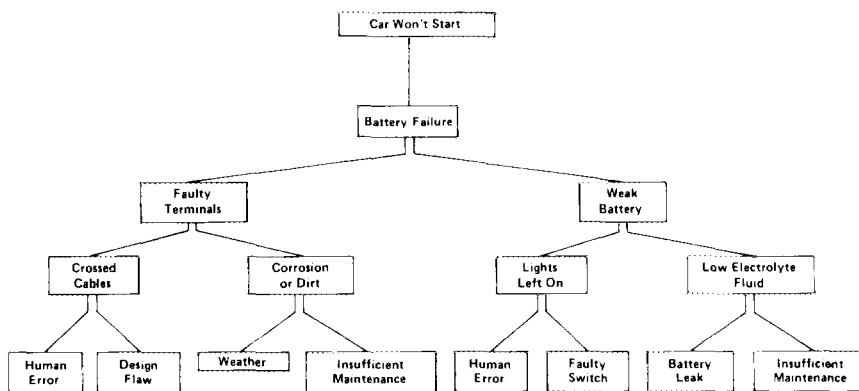 Car Won't Start
Battery Failure
Faulty
Terminals
Weak
Battery
Crossed
Cables
Corrosion
or Dirt
Lights
Left On
Low Electrolyte
Fluid
Human
Error
Design
Flaw
Weather
Insufficient
Maintenance
Human
Error
Faulty
Switch
Battery
Leak
Insufficient
Maintenance